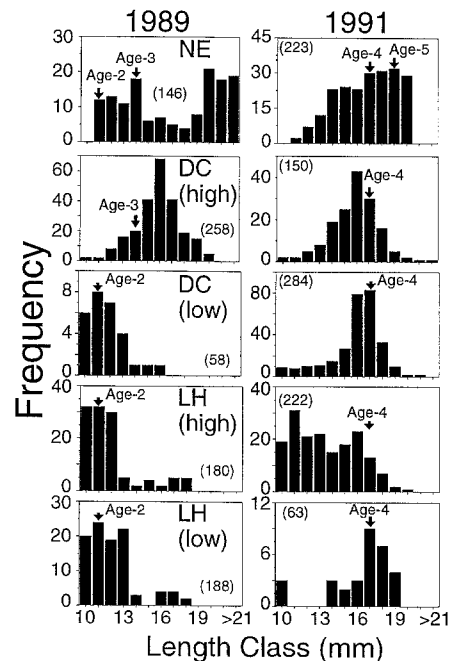 1989 1991
NE
Age-2
Age-3
(146)
30
20
10
0
(223)
Age-4
Age-5
45
30
15
0
DC
(high)
Age-3
(258)
60
40
20
0
(150)
Age-4
40
20
0
DC
(low)
Age-2
(58)
8
4
0
(284)
Age-4
80
40
0
LH
(high)
Age-2
(180)
40
20
0
(222)
Age-4
40
20
0
LH
(low)
Age-2
(188)
30
20
10
0
(63)
Age-4
12
9
6
3
0
10 13 16 19 >21
10 13 16 19 >21
Frequency
Length Class (mm)